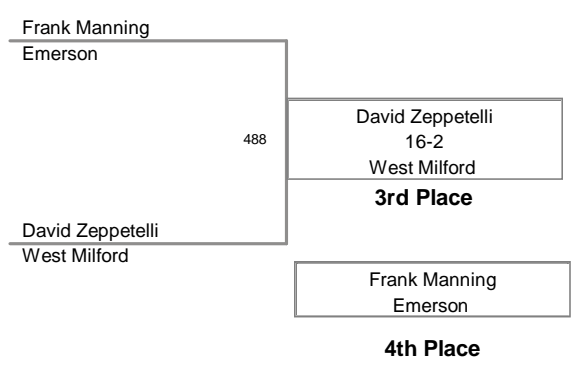 Frank Manning
Emerson
488
David Zeppetelli
16-2
West Milford
3rd Place
David Zeppetelli
West Milford
Frank Manning
Emerson
4th Place